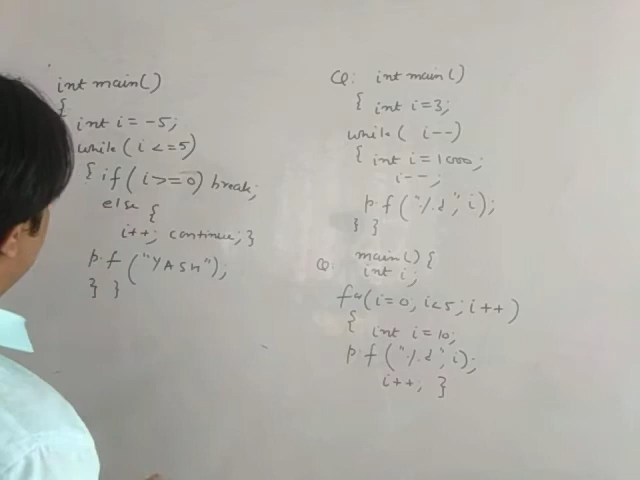 int main()
{
int i = -5;
while (i <= 5)
{ if (i >= 0) break;
else {
i++; continue; }
p.f ("YASH");
} }
Q: int main()
{ int i = 3;
while ( i-- )
{ int i = 1000;
i--;
p.f ("%d", i);
} }
Q: main() {
int i;
for (i=0; i<5; i++)
{ int i = 10;
p.f ("%d", i);
i++; }